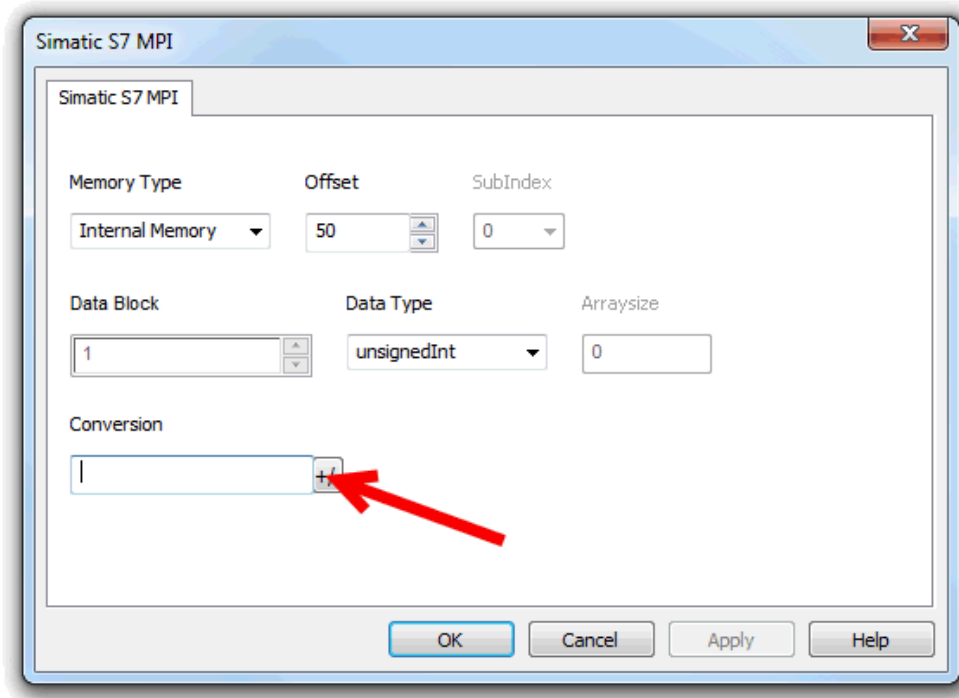 Simatic S7 MPI
X
Simatic S7 MPI
Memory Type Offset SubIndex
Internal Memory 50 0
Data Block Data Type Arraysize
1 unsignedInt 0
Conversion
+/
OK Cancel Apply Help